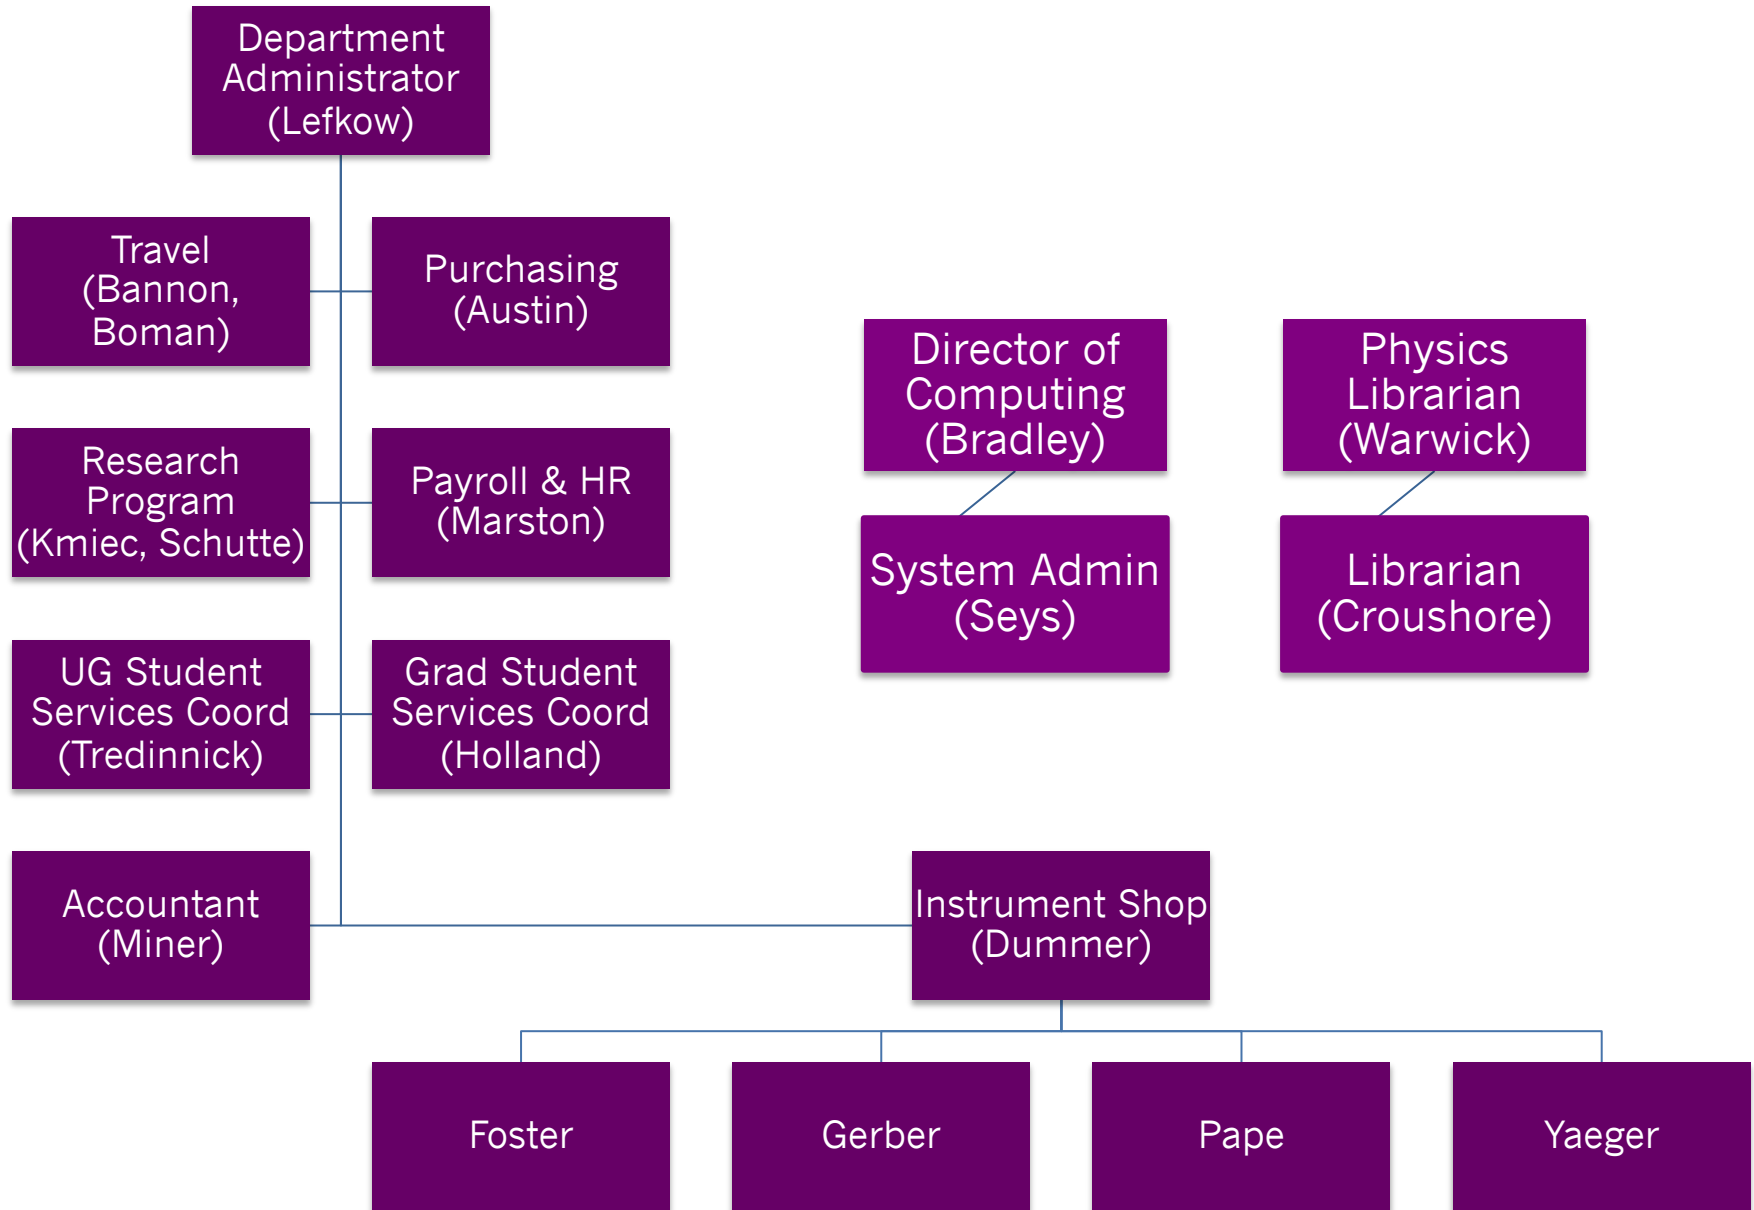 Department
Administrator
(Lefkow)
Travel
(Bannon,
Boman)
Purchasing
(Austin)
Director of
Computing
(Bradley)
Physics
Librarian
(Warwick)
Research
Program
(Kmiec, Schutte)
Payroll & HR
(Marston)
System Admin
(Seys)
Librarian
(Croushore)
UG Student
Services Coord
(Tredinnick)
Grad Student
Services Coord
(Holland)
Accountant
(Miner)
Instrument Shop
(Dummer)
Foster
Gerber
Pape
Yaeger